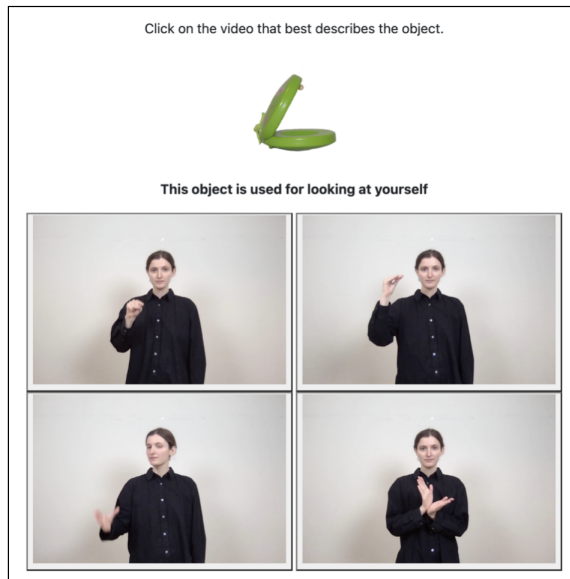 Click on the video that best describes the object.
This object is used for looking at yourself